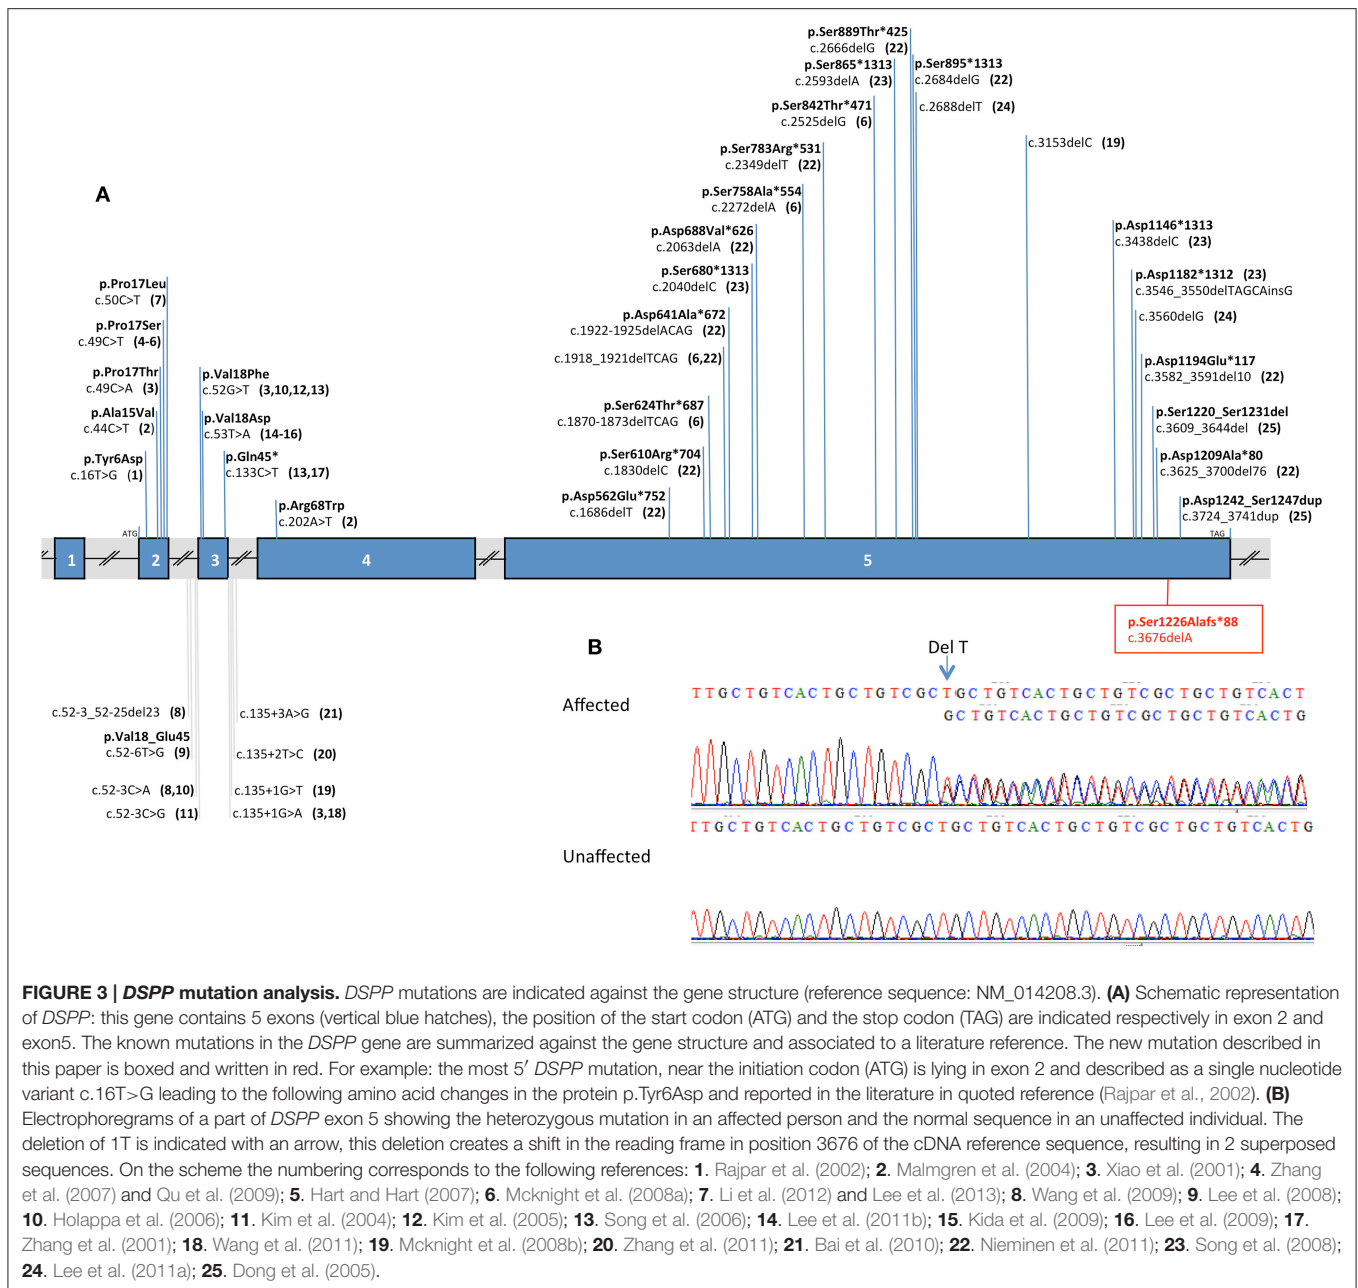 p.Ser889Thr*425
c.2666delG (22)
p.Ser865*1313
c.2593delA (23)
p.Ser895*1313
c.2684delG (22)
p.Ser842Thr*471
c.2525delG (6)
c.2688delT (24)
p.Ser783Arg*531
c.2349delT (22)
c.3153delC (19)
A
p.Ser758Ala*554
c.2272delA (6)
p.Asp688Val*626
c.2063delA (22)
p.Asp1146*1313
c.3438delC (23)
p.Ser680*1313
c.2040delC (23)
p.Asp1182*1312 (23)
c.3546_3550delTAGCAinsG
p.Pro17Leu
c.50C>T (7)
p.Asp641Ala*672
c.1922-1925delACAG
(22)
c.3560delG (24)
p.Pro17Ser
c.49C>T (4-6)
c.1918_1921delTCAG (6,22)
p.Asp1194Glu*117
c.3582_3591del10 (22)
p.Pro17Thr
c.49C>A (3)
p.Val18Phe
c.52G>T (3,10,12,13)
p.Ser624Thr*687
c.1870-1873delTCAG
(6)
p.Ala15Val
c.44C>T (2)
p.Val18Asp
c.53T>A (14-16)
p.Ser1220_Ser1231del
c.3609_3644del (25)
p.Tyr6Asp
c.16T>G (1)
p.Gln45*
c.133C>T (13,17)
p.Ser610Arg*704
c.1830delC (22)
p.Asp1209Ala*80
c.3625_3700del76 (22)
p.Arg68Trp
c.202A>T (2)
p.Asp562Glu*752
c.1686delT (22)
p.Asp1242_Ser1247dup
c.3724_3741dup (25)
ATG
TAG
1 2 3 4 5
p.Ser1226Alafs*88
c.3676delA
B
Del T
Affected
TTGCTGTCACTGCTGTCGCTGCTGTCACTGCTGTCGCTGCTGTCACT
GCTGTCACTGCTGTCGCTGCTGTCACTG
c.52-3_52-25del23 (8)
c.135+3A>G (21)
p.Val18_Glu45
c.52-6T>G (9)
c.135+2T>C (20)
c.52-3C>A (8,10)
c.135+1G>T (19)
c.52-3C>G (11)
c.135+1G>A (3,18)
TTGCTGTCACTGCTGTCGCTGCTGTCACTGCTGTCGCTGCTGTCACTG
Unaffected
FIGURE 3 | DSPP mutation analysis. DSPP mutations are indicated against the gene structure (reference sequence: NM_014208.3). (A) Schematic representation
of DSPP: this gene contains 5 exons (vertical blue hatches), the position of the start codon (ATG) and the stop codon (TAG) are indicated respectively in exon 2 and
exon5. The known mutations in the DSPP gene are summarized against the gene structure and associated to a literature reference. The new mutation described in
this paper is boxed and written in red. For example: the most 5′ DSPP mutation, near the initiation codon (ATG) is lying in exon 2 and described as a single nucleotide
variant c.16T>G leading to the following amino acid changes in the protein p.Tyr6Asp and reported in the literature in quoted reference (Rajpar et al., 2002). (B)
Electrophoregrams of a part of DSPP exon 5 showing the heterozygous mutation in an affected person and the normal sequence in an unaffected individual. The
deletion of 1T is indicated with an arrow, this deletion creates a shift in the reading frame in position 3676 of the cDNA reference sequence, resulting in 2 superposed
sequences. On the scheme the numbering corresponds to the following references: 1. Rajpar et al. (2002); 2. Malmgren et al. (2004); 3. Xiao et al. (2001); 4. Zhang
et al. (2007) and Qu et al. (2009); 5. Hart and Hart (2007); 6. Mcknight et al. (2008a); 7. Li et al. (2012) and Lee et al. (2013); 8. Wang et al. (2009); 9. Lee et al. (2008);
10. Holappa et al. (2006); 11. Kim et al. (2004); 12. Kim et al. (2005); 13. Song et al. (2006); 14. Lee et al. (2011b); 15. Kida et al. (2009); 16. Lee et al. (2009); 17.
Zhang et al. (2001); 18. Wang et al. (2011); 19. Mcknight et al. (2008b); 20. Zhang et al. (2011); 21. Bai et al. (2010); 22. Nieminen et al. (2011); 23. Song et al. (2008);
24. Lee et al. (2011a); 25. Dong et al. (2005).